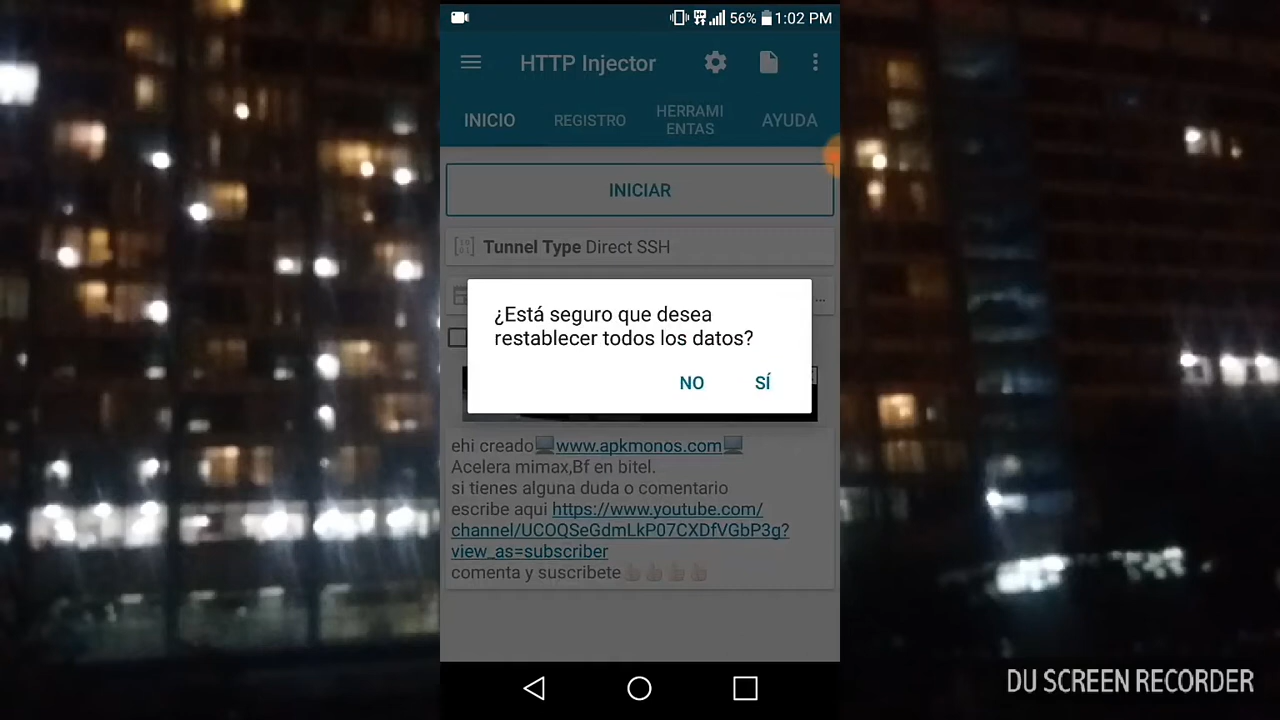 56% 1:02 PM
HTTP Injector
INICIO REGISTRO HERRAMI
ENTAS AYUDA
INICIAR
Tunnel Type Direct SSH
...
¿Está seguro que desea
restablecer todos los datos?
NO SÍ
ehi creado💻www.apkmonos.com💻
Acelera mimax,Bf en bitel.
si tienes alguna duda o comentario
escribe aqui https://www.youtube.com/
channel/UCOQSeGdmLkP07CXDfVGbP3g?
view_as=subscriber
comenta y suscribete👍👍👍👍
DU SCREEN RECORDER